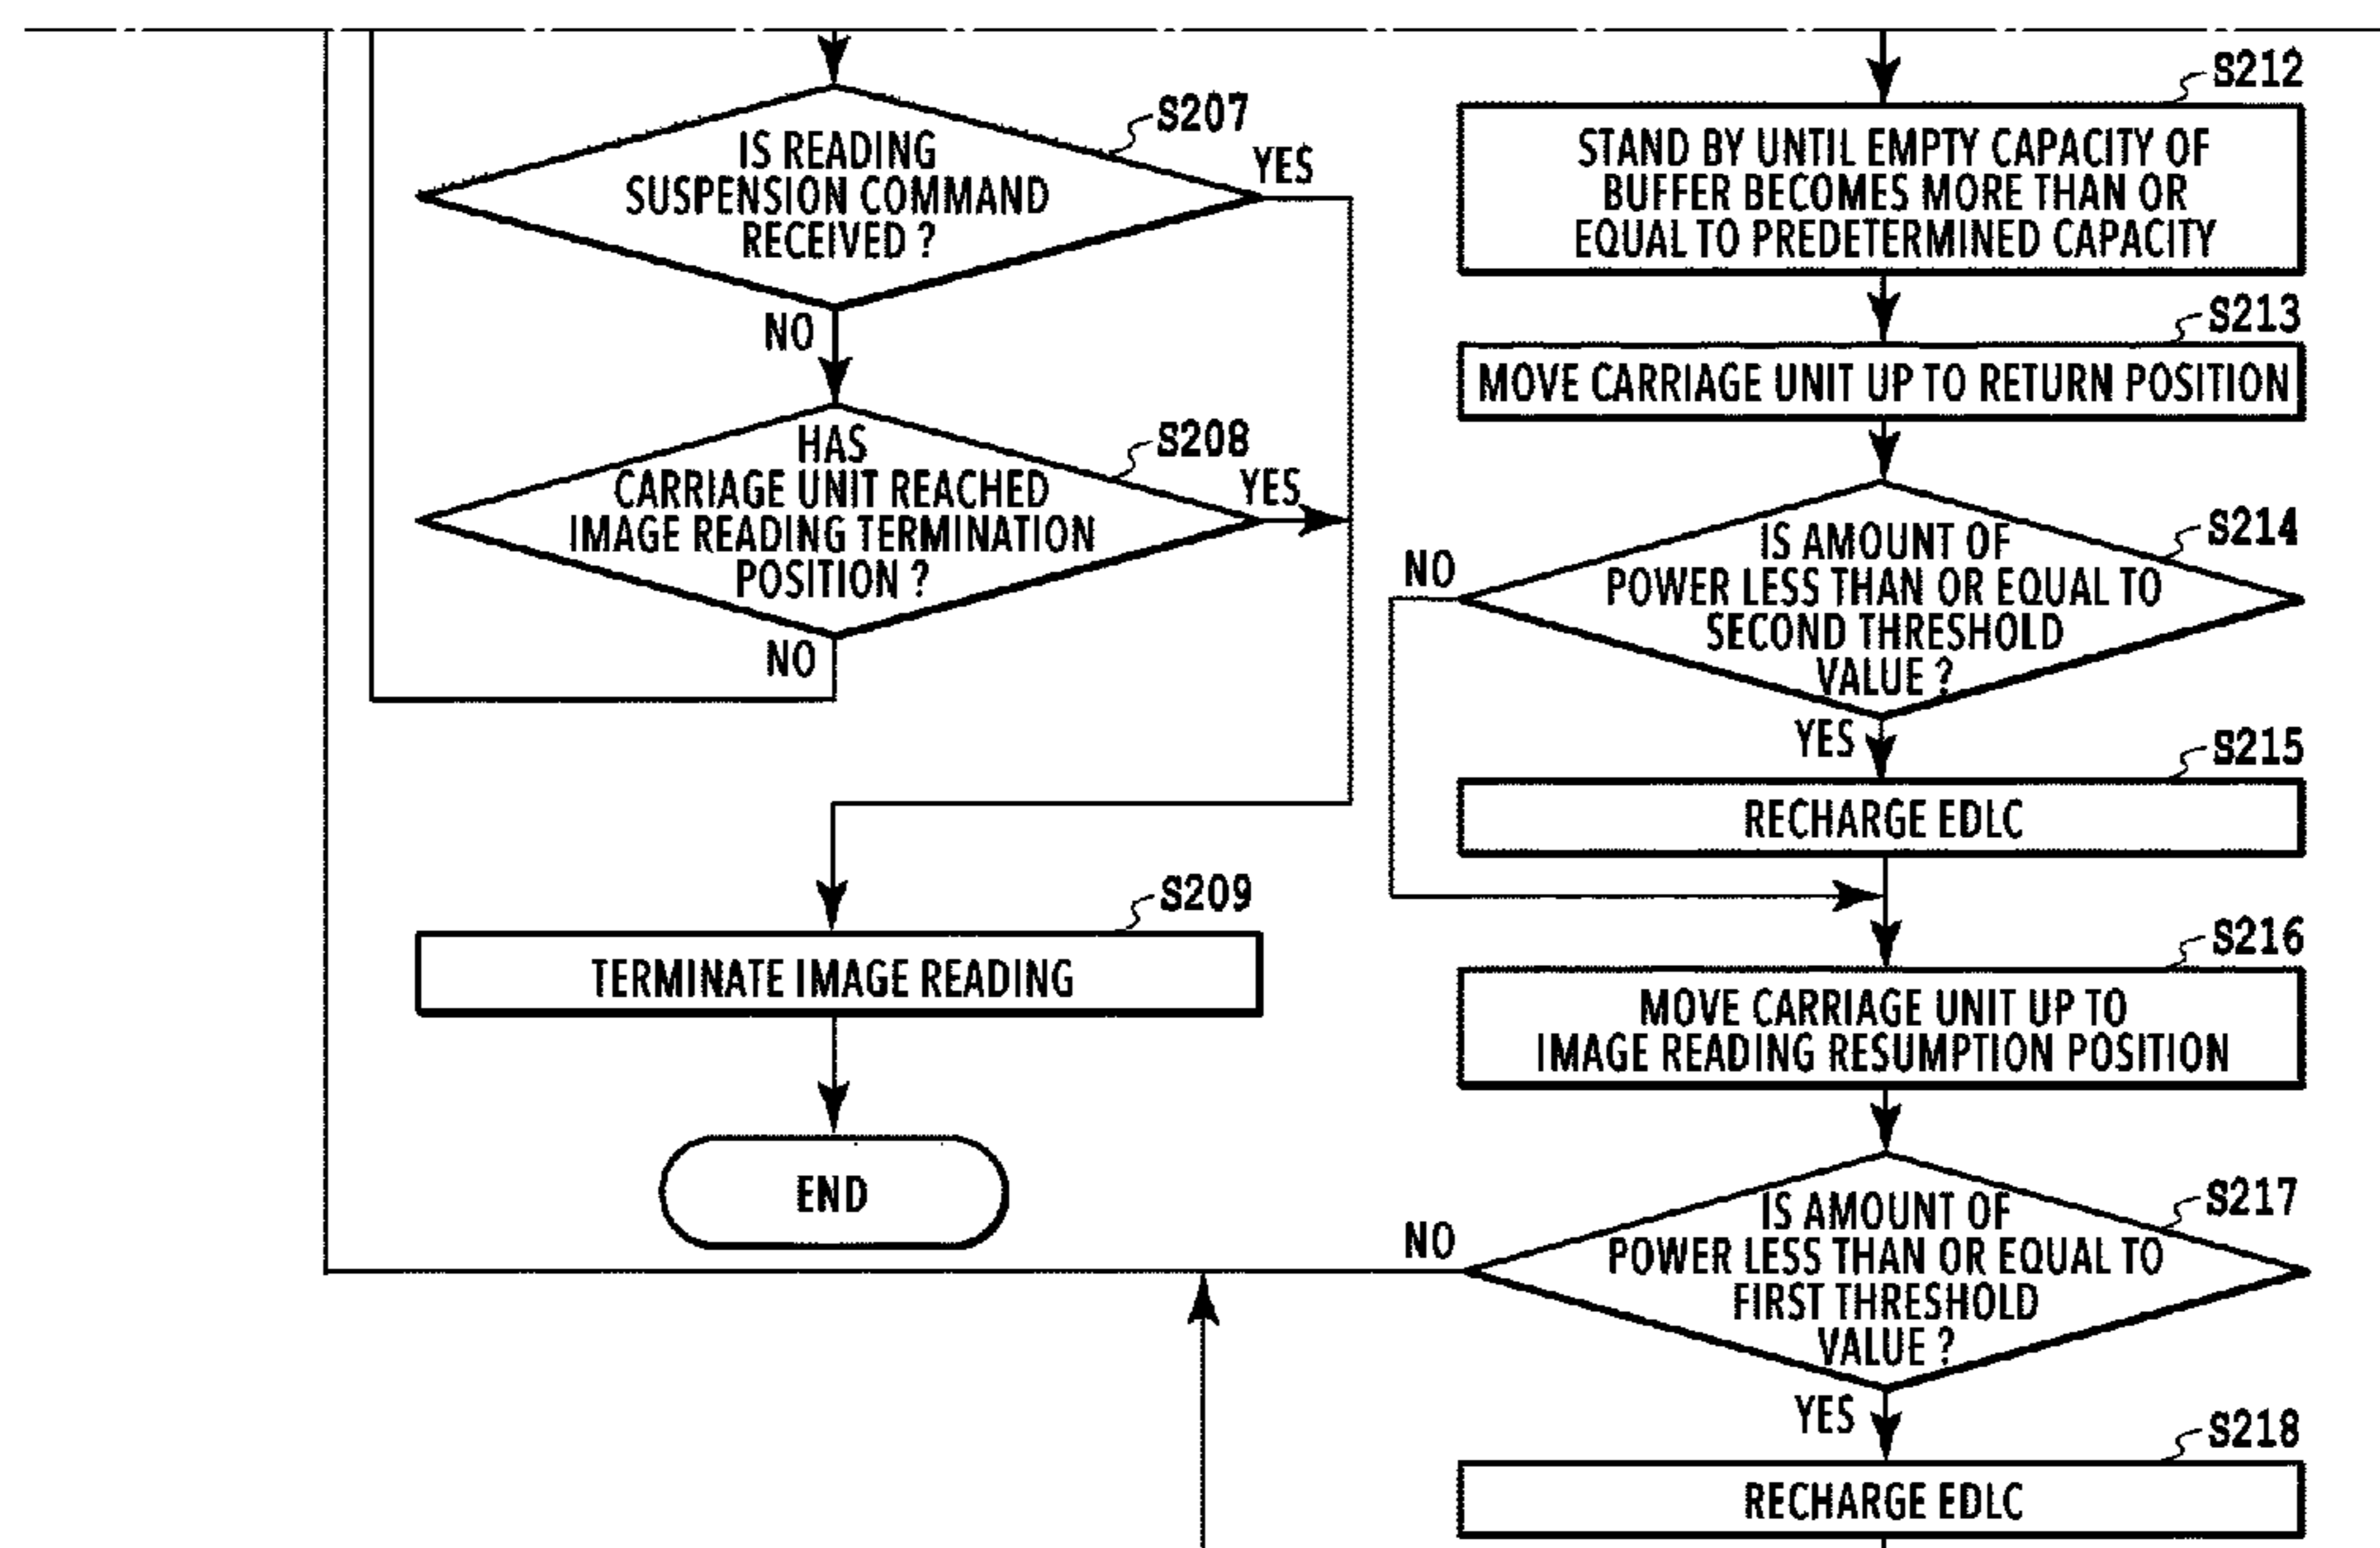 S207
IS READING
SUSPENSION COMMAND
RECEIVED ?
YES
NO
S208
HAS
CARRIAGE UNIT REACHED
IMAGE READING TERMINATION
POSITION ?
YES
NO
S209
TERMINATE IMAGE READING
END
S212
STAND BY UNTIL EMPTY CAPACITY OF
BUFFER BECOMES MORE THAN OR
EQUAL TO PREDETERMINED CAPACITY
S213
MOVE CARRIAGE UNIT UP TO RETURN POSITION
S214
IS AMOUNT OF
POWER LESS THAN OR EQUAL TO
SECOND THRESHOLD
VALUE ?
NO
YES
S215
RECHARGE EDLC
S216
MOVE CARRIAGE UNIT UP TO
IMAGE READING RESUMPTION POSITION
S217
IS AMOUNT OF
POWER LESS THAN OR EQUAL TO
FIRST THRESHOLD
VALUE ?
NO
YES
S218
RECHARGE EDLC